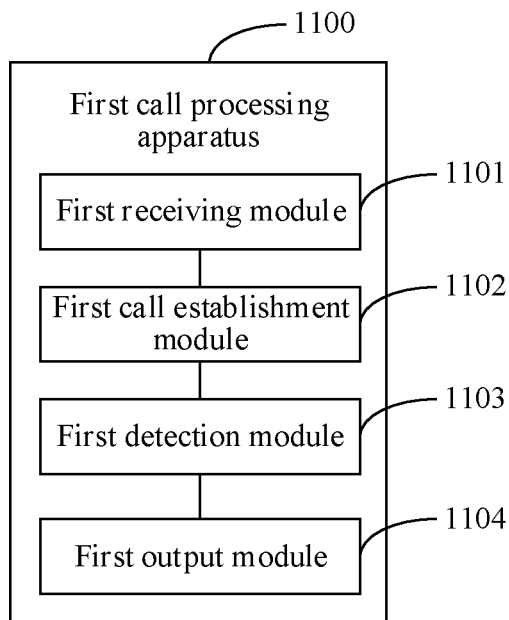 1100
First call processing
apparatus
1101
First receiving module
1102
First call establishment
module
1103
First detection module
1104
First output module